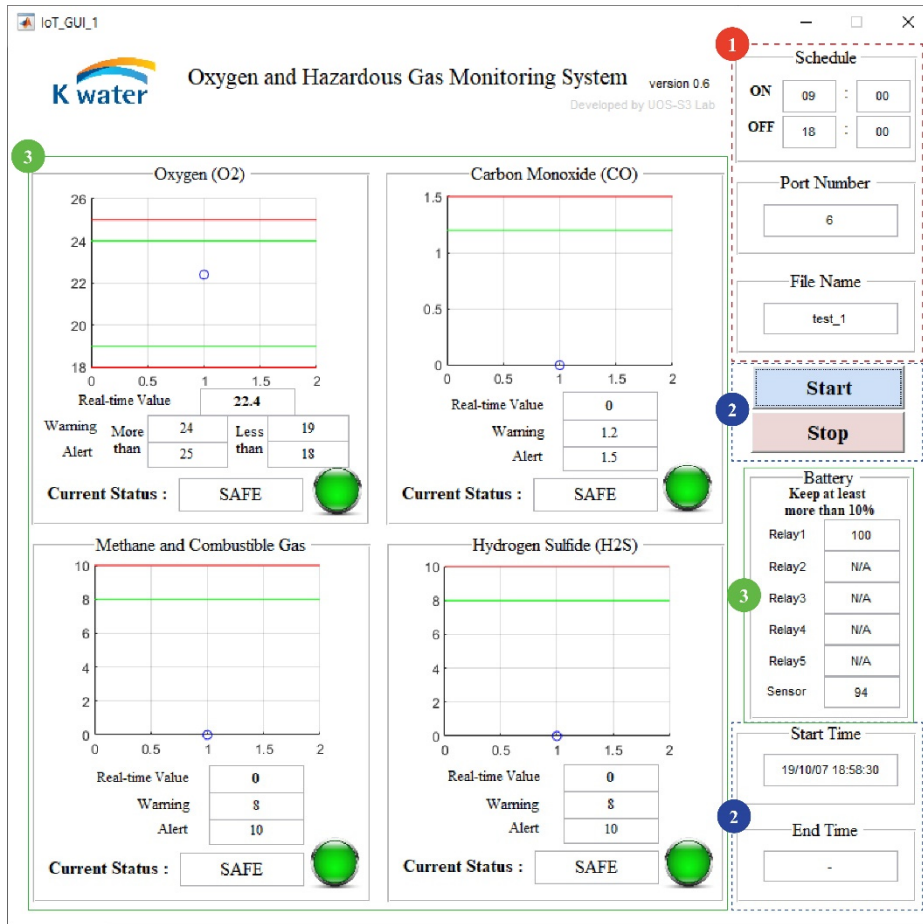 IoT_GUI_1
K water
Oxygen and Hazardous Gas Monitoring System version 0.6
Developed by UOS-S3 Lab
1
Schedule
ON 09 : 00
OFF 18 : 00
Port Number
6
File Name
test_1
2
Start
Stop
3
Oxygen (O2)
26
24
22
20
18
0 0.5 1 1.5 2
Real-time Value 22.4
Warning More than 24 Less than 19
Alert 25 18
Current Status : SAFE
Carbon Monoxide (CO)
1.5
1
0.5
0
0 0.5 1 1.5 2
Real-time Value 0
Warning 1.2
Alert 1.5
Current Status : SAFE
Methane and Combustible Gas
10
8
6
4
2
0
0 0.5 1 1.5 2
Real-time Value 0
Warning 8
Alert 10
Current Status : SAFE
Hydrogen Sulfide (H2S)
10
8
6
4
2
0
0 0.5 1 1.5 2
Real-time Value 0
Warning 8
Alert 10
Current Status : SAFE
3
Battery
Keep at least
more than 10%
Relay1 100
Relay2 N/A
Relay3 N/A
Relay4 N/A
Relay5 N/A
Sensor 94
2
Start Time
19/10/07 18:58:30
End Time
-